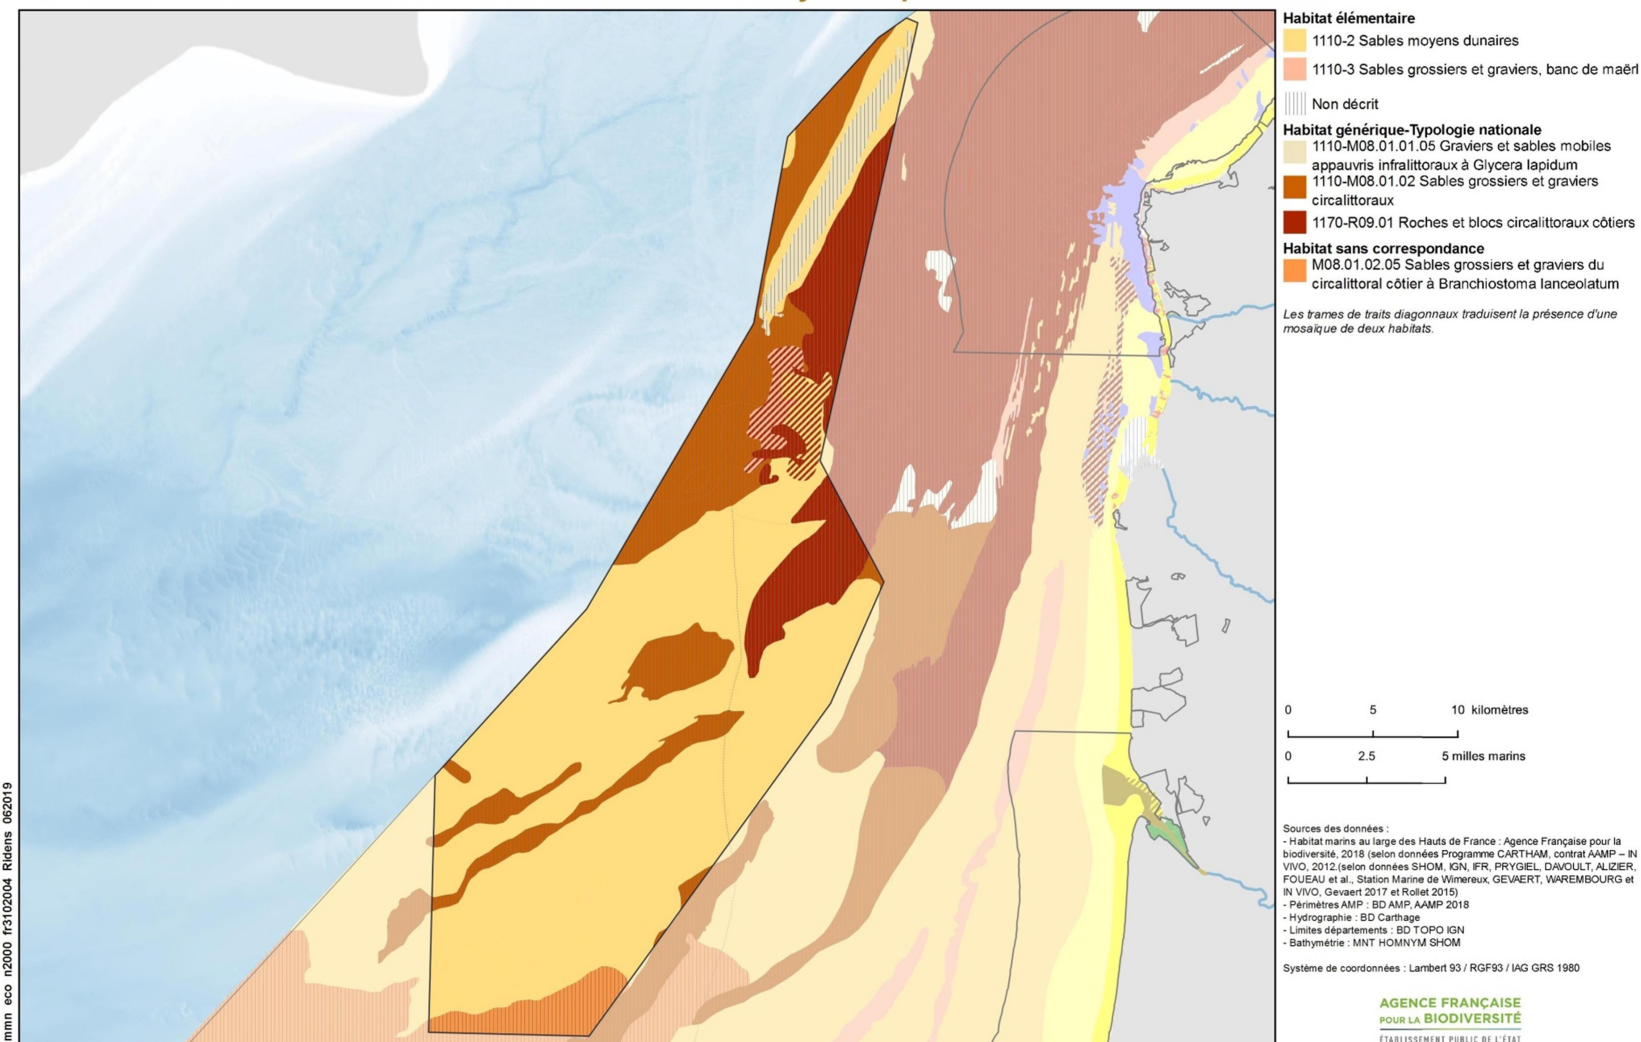 Habitat élémentaire
1110-2 Sables moyens dunaires
1110-3 Sables grossiers et graviers, banc de maërl
Non décrit
Habitat générique-Typologie nationale
1110-M08.01.01.05 Graviers et sables mobiles
appauvris infralittoraux à Glycera lapidum
1110-M08.01.02 Sables grossiers et graviers
circalittoraux
1170-R09.01 Roches et blocs circalittoraux côtiers
Habitat sans correspondance
M08.01.02.05 Sables grossiers et graviers du
circalittoral côtier à Branchiostoma lanceolatum
Les trames de traits diagonnaux traduisent la présence d'une
mosaïque de deux habitats.
0 5 10 kilomètres
0 2.5 5 milles marins
Sources des données :
- Habitat marins au large des Hauts de France : Agence Française pour la
biodiversité, 2018 (selon données Programme CARTHAM, contrat AAMP – IN
VIVO, 2012.(selon données SHOM, IGN, IFR, PRYGIEL, DAVOULT, ALIZIER,
FOUEAU et al., Station Marine de Wimereux, GEVAERT, WAREMBOURG et
IN VIVO, Gevaert 2017 et Rollet 2015)
- Périmètres AMP : BD AMP, AAMP 2018
- Hydrographie : BD Carthage
- Limites départements : BD TOPO IGN
- Bathymétrie : MNT HOMNYM SHOM
Système de coordonnées : Lambert 93 / RGF93 / IAG GRS 1980
AGENCE FRANÇAISE
POUR LA BIODIVERSITÉ
ÉTABLISSEMENT PUBLIC DE L'ÉTAT
mmn eco n2000 fr3102004 Ridens 062019